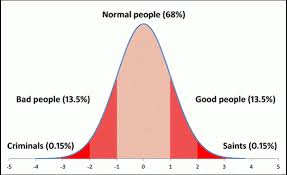 Normal people (68%)
Bad people (13.5%)
Good people (13.5%)
Criminals (0.15%)
Saints (0.15%)
-5 -4 -3 -2 -1 0 1 2 3 4 5